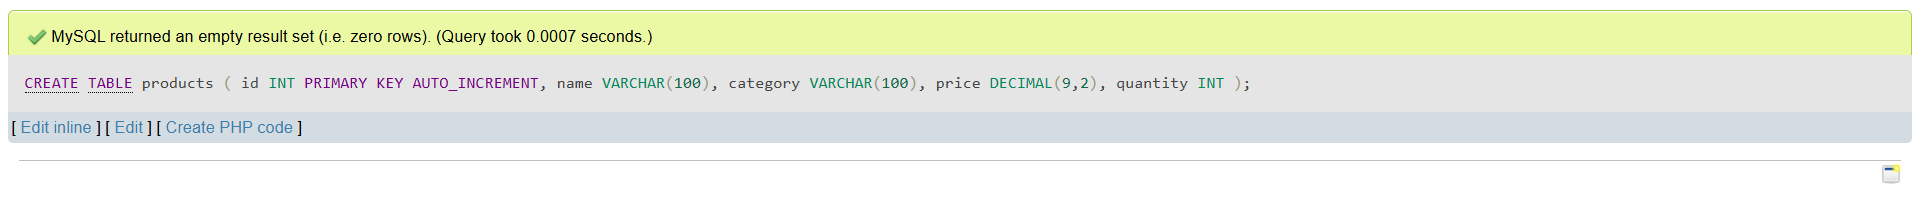 MySQL returned an empty result set (i.e. zero rows). (Query took 0.0007 seconds.)
CREATE TABLE products ( id INT PRIMARY KEY AUTO_INCREMENT, name VARCHAR(100), category VARCHAR(100), price DECIMAL(9,2), quantity INT );
[ Edit inline ] [ Edit ] [ Create PHP code ]